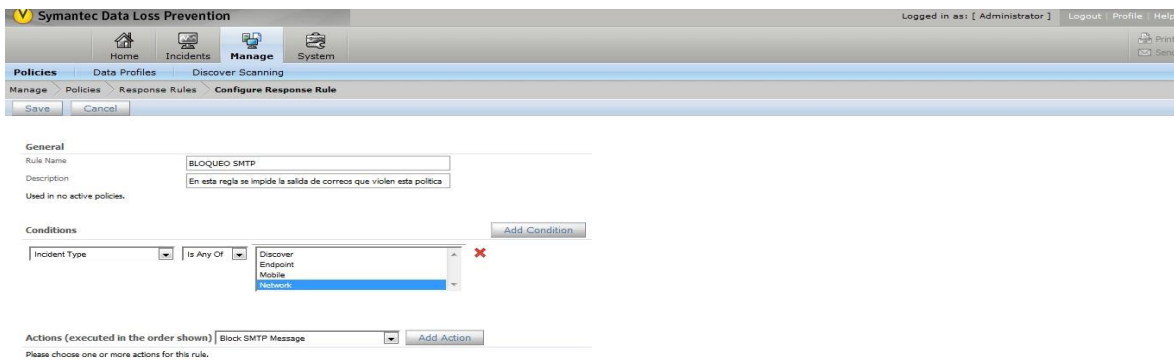 Symantec Data Loss Prevention
Logged in as: [ Administrator ] Logout | Profile | Help
Home Incidents Manage System
Print
Send
Policies Data Profiles Discover Scanning
Manage Policies Response Rules Configure Response Rule
Save Cancel
General
Rule Name BLOQUEO SMTP
Description En esta regla se impide la salida de correos que violen esta politica
Used in no active policies.
Conditions Add Condition
Incident Type Is Any Of Discover
Endpoint
Mobile
Network
Actions (executed in the order shown) Block SMTP Message Add Action
Please choose one or more actions for this rule.